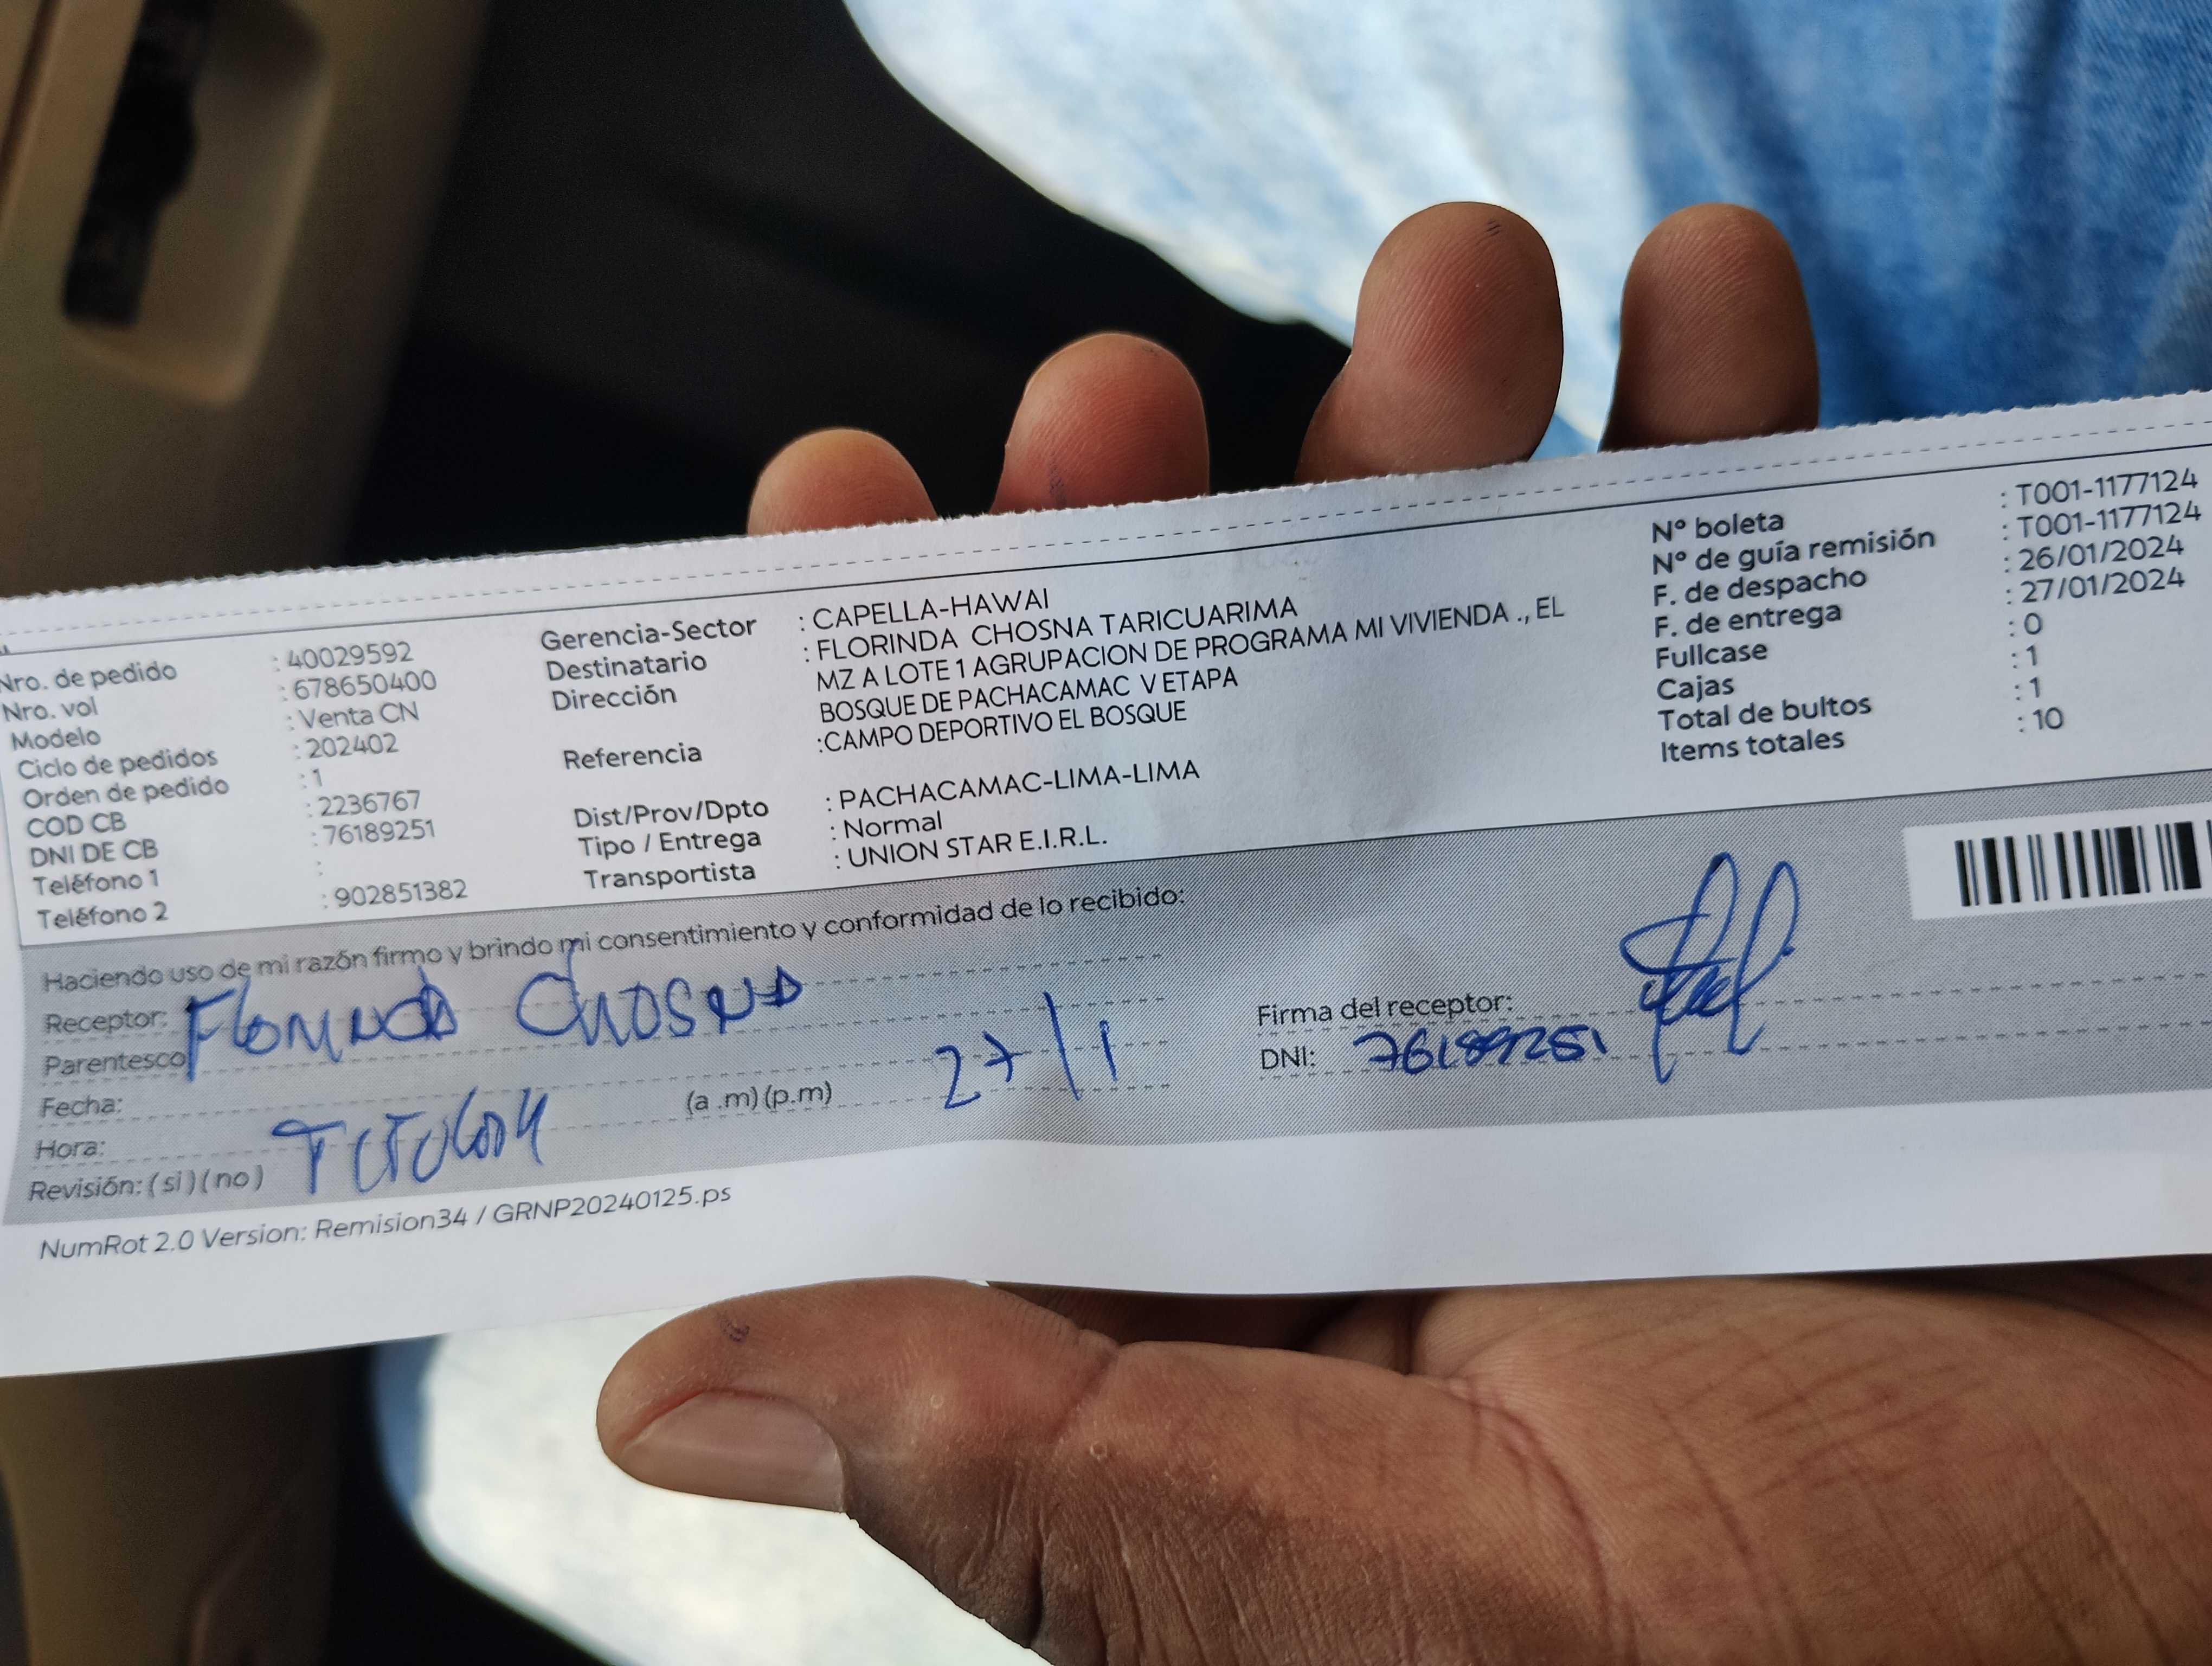 Nro. de pedido : 40029592
Nro. vol : 678650400
Modelo : Venta CN
Ciclo de pedidos : 202402
Orden de pedido : 1
COD CB : 2236767
DNI DE CB : 76189251
Teléfono 1 :
Teléfono 2 : 902851382
Gerencia-Sector : CAPELLA-HAWAI
Destinatario : FLORINDA CHOSNA TARICUARIMA
Dirección MZ A LOTE 1 AGRUPACION DE PROGRAMA MI VIVIENDA ., EL
BOSQUE DE PACHACAMAC V ETAPA
Referencia :CAMPO DEPORTIVO EL BOSQUE
Dist/Prov/Dpto : PACHACAMAC-LIMA-LIMA
Tipo / Entrega : Normal
Transportista : UNION STAR E.I.R.L.
Nº boleta : T001-1177124
Nº de guía remisión : T001-1177124
F. de despacho : 26/01/2024
F. de entrega : 27/01/2024
Fullcase : 0
Cajas : 1
Total de bultos : 1
Items totales : 10
Haciendo uso de mi razón firmo y brindo mi consentimiento y conformidad de lo recibido:
Receptor: Florinda Chosna
Parentesco
Fecha:
Hora: (a .m) (p.m) 27/1
Revisión: ( si ) ( no ) Titular
Firma del receptor:
DNI: 76189251
NumRot 2.0 Version: Remision34 / GRNP20240125.ps